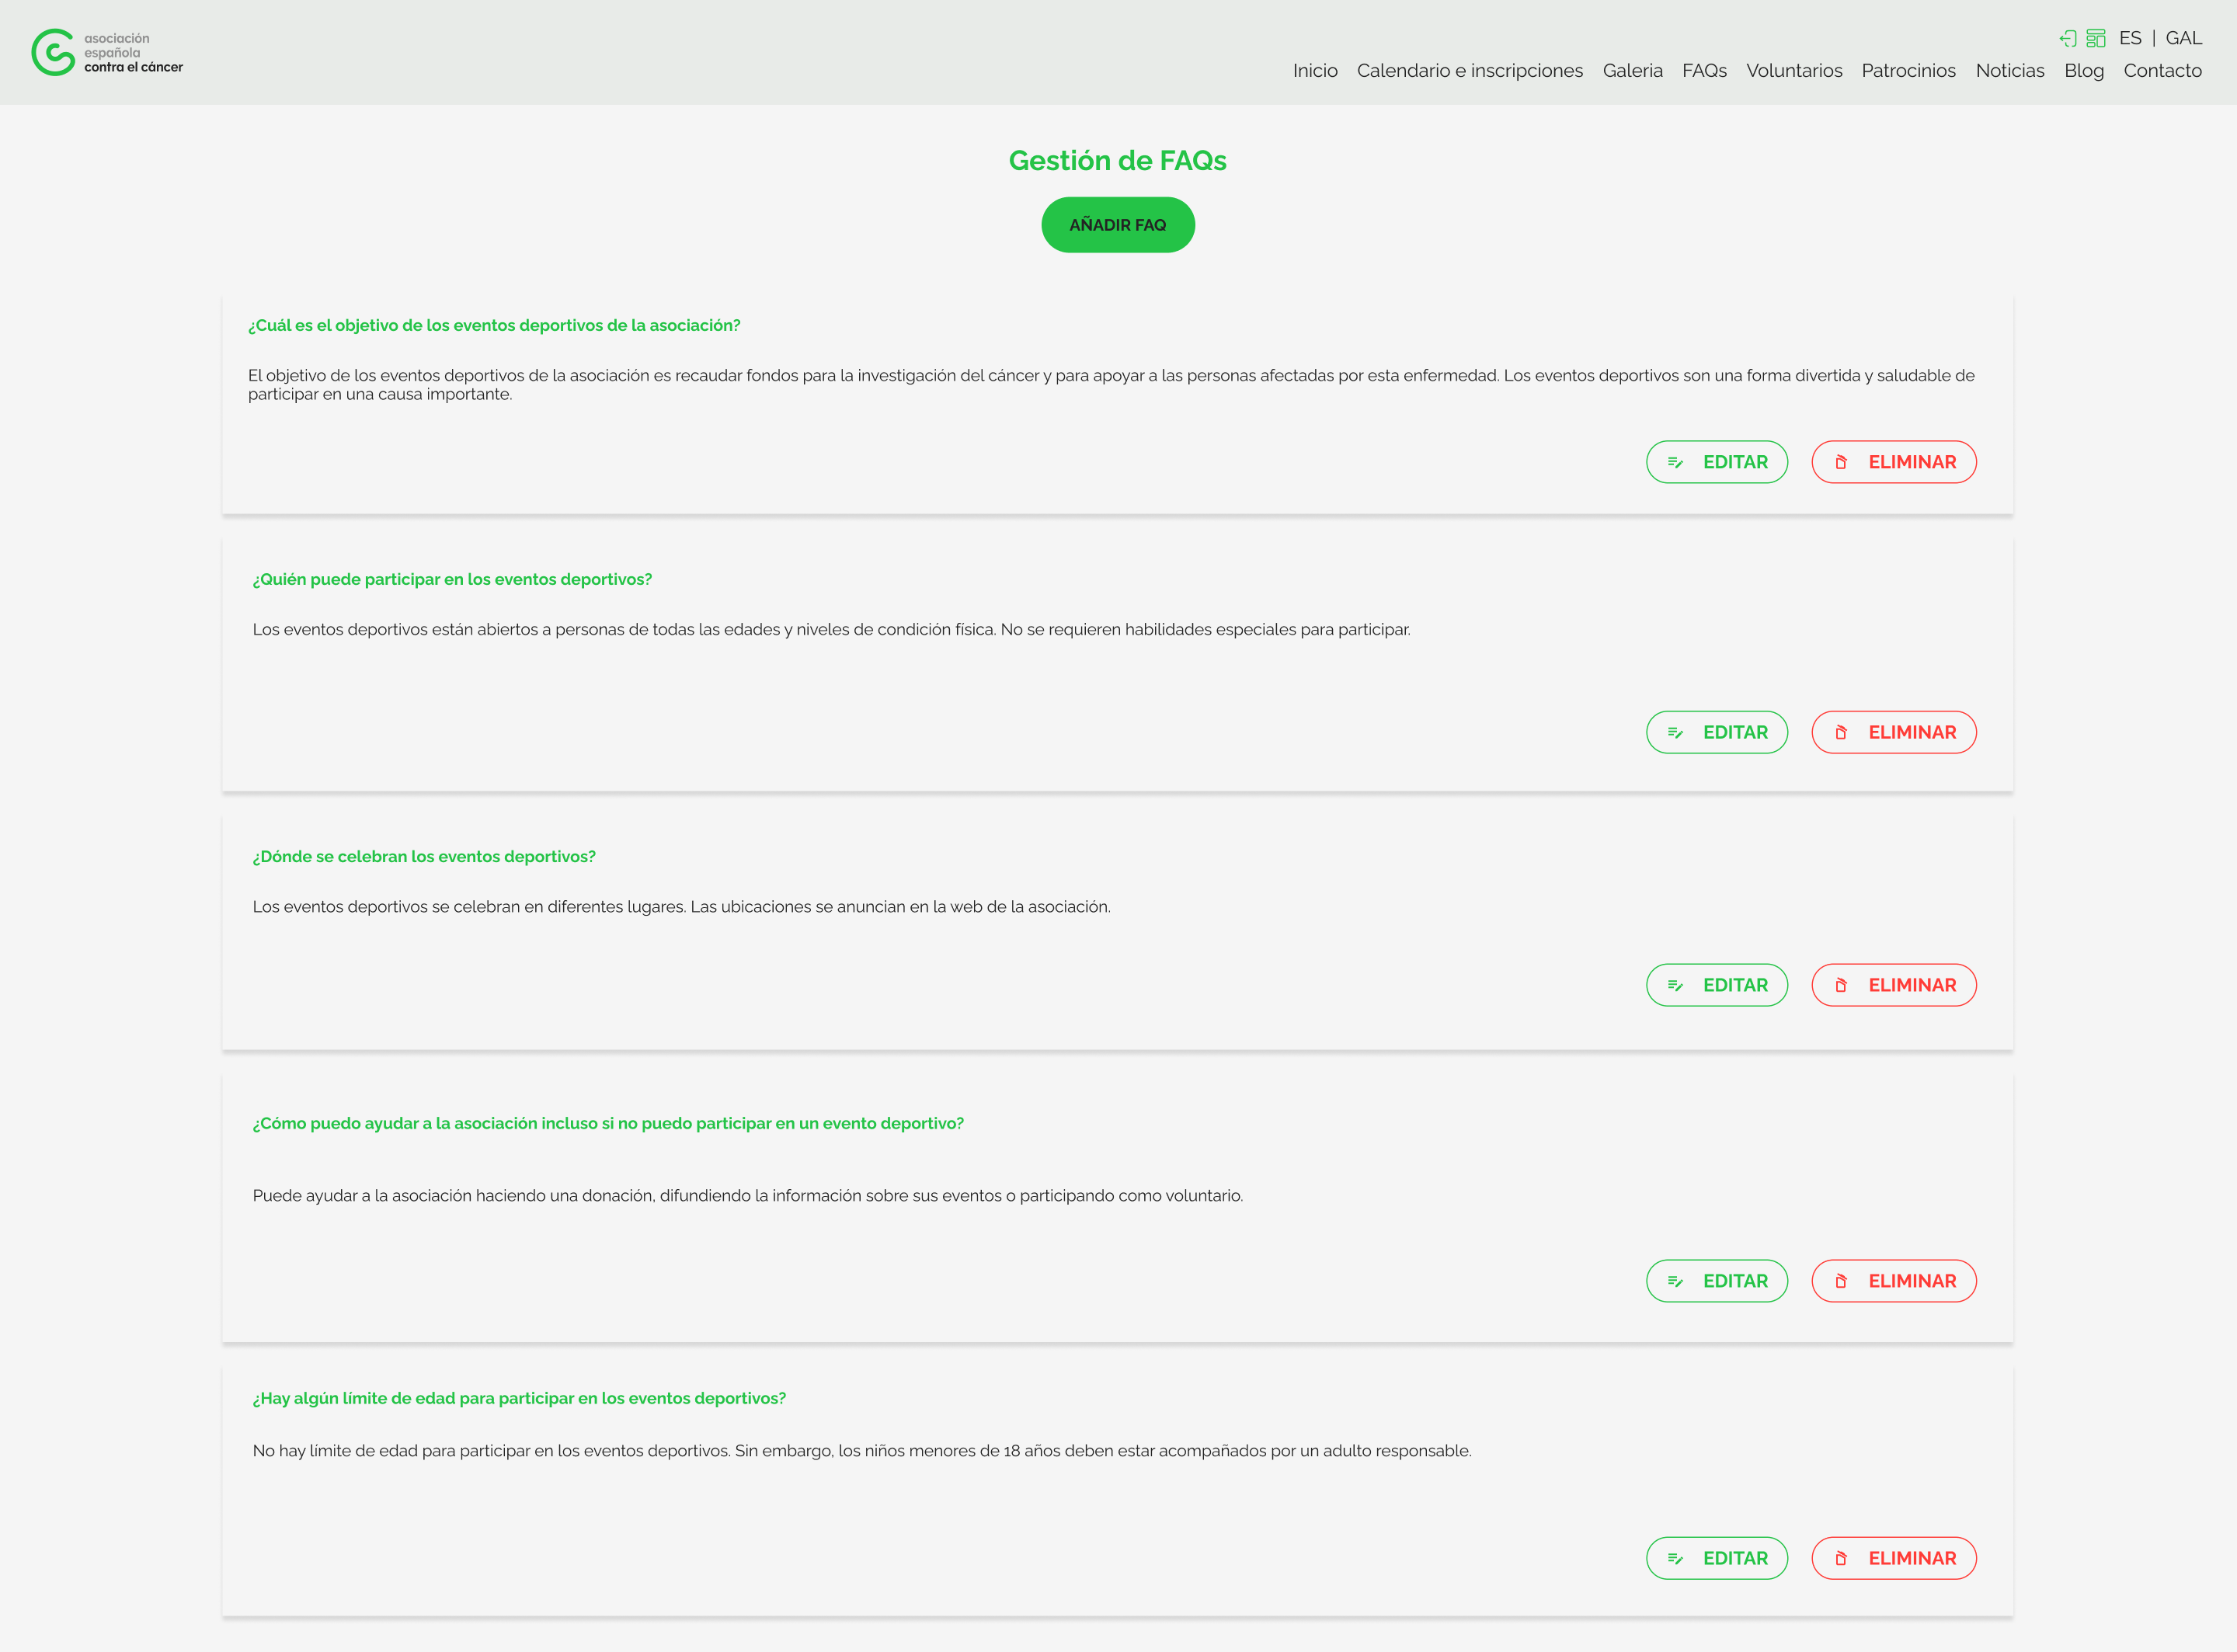 asociación
española
contra el cáncer
ES | GAL
Inicio Calendario e inscripciones Galeria FAQs Voluntarios Patrocinios Noticias Blog Contacto
Gestión de FAQs
AÑADIR FAQ
¿Cuál es el objetivo de los eventos deportivos de la asociación?
El objetivo de los eventos deportivos de la asociación es recaudar fondos para la investigación del cáncer y para apoyar a las personas afectadas por esta enfermedad. Los eventos deportivos son una forma divertida y saludable de
participar en una causa importante.
EDITAR ELIMINAR
¿Quién puede participar en los eventos deportivos?
Los eventos deportivos están abiertos a personas de todas las edades y niveles de condición física. No se requieren habilidades especiales para participar.
EDITAR ELIMINAR
¿Dónde se celebran los eventos deportivos?
Los eventos deportivos se celebran en diferentes lugares. Las ubicaciones se anuncian en la web de la asociación.
EDITAR ELIMINAR
¿Cómo puedo ayudar a la asociación incluso si no puedo participar en un evento deportivo?
Puede ayudar a la asociación haciendo una donación, difundiendo la información sobre sus eventos o participando como voluntario.
EDITAR ELIMINAR
¿Hay algún límite de edad para participar en los eventos deportivos?
No hay límite de edad para participar en los eventos deportivos. Sin embargo, los niños menores de 18 años deben estar acompañados por un adulto responsable.
EDITAR ELIMINAR